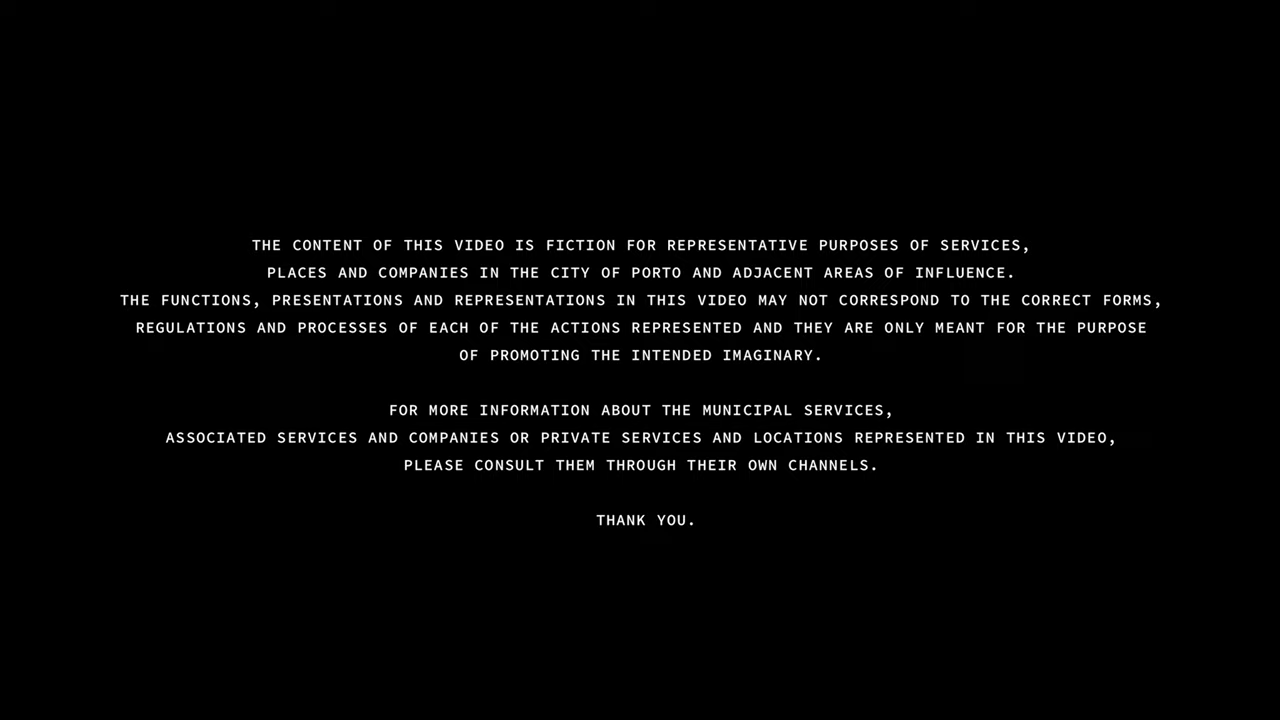 THE CONTENT OF THIS VIDEO IS FICTION FOR REPRESENTATIVE PURPOSES OF SERVICES,
PLACES AND COMPANIES IN THE CITY OF PORTO AND ADJACENT AREAS OF INFLUENCE.
THE FUNCTIONS, PRESENTATIONS AND REPRESENTATIONS IN THIS VIDEO MAY NOT CORRESPOND TO THE CORRECT FORMS,
REGULATIONS AND PROCESSES OF EACH OF THE ACTIONS REPRESENTED AND THEY ARE ONLY MEANT FOR THE PURPOSE
OF PROMOTING THE INTENDED IMAGINARY.
FOR MORE INFORMATION ABOUT THE MUNICIPAL SERVICES,
ASSOCIATED SERVICES AND COMPANIES OR PRIVATE SERVICES AND LOCATIONS REPRESENTED IN THIS VIDEO,
PLEASE CONSULT THEM THROUGH THEIR OWN CHANNELS.
THANK YOU.